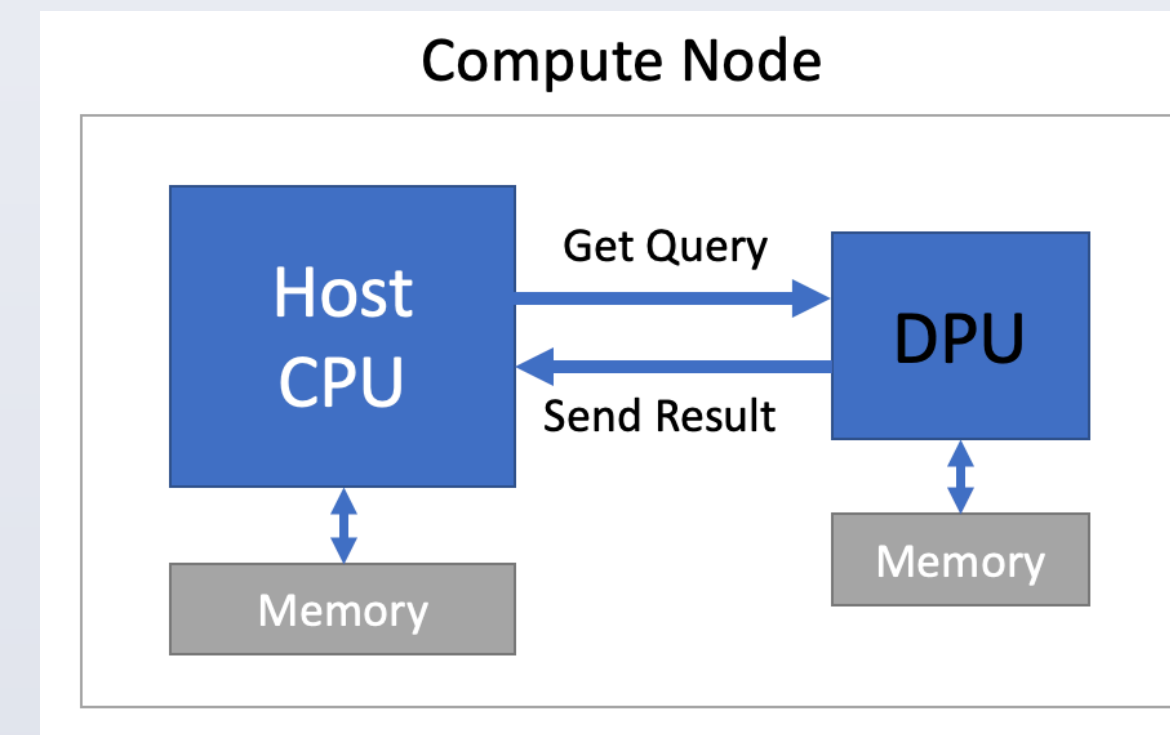 Compute Node
Host
CPU
Get Query
Send Result
DPU
Memory
Memory